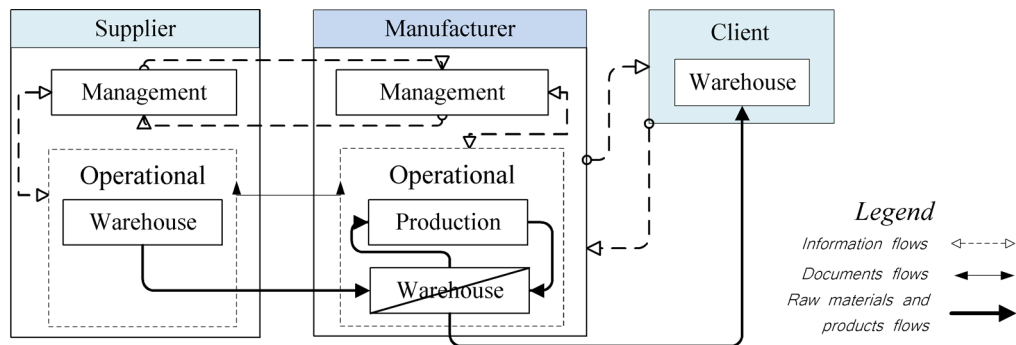 Supplier
Manufacturer
Client
Management
Management
Warehouse
Operational
Operational
Warehouse
Production
Warehouse
Legend
Information flows
Documents flows
Raw materials and
products flows